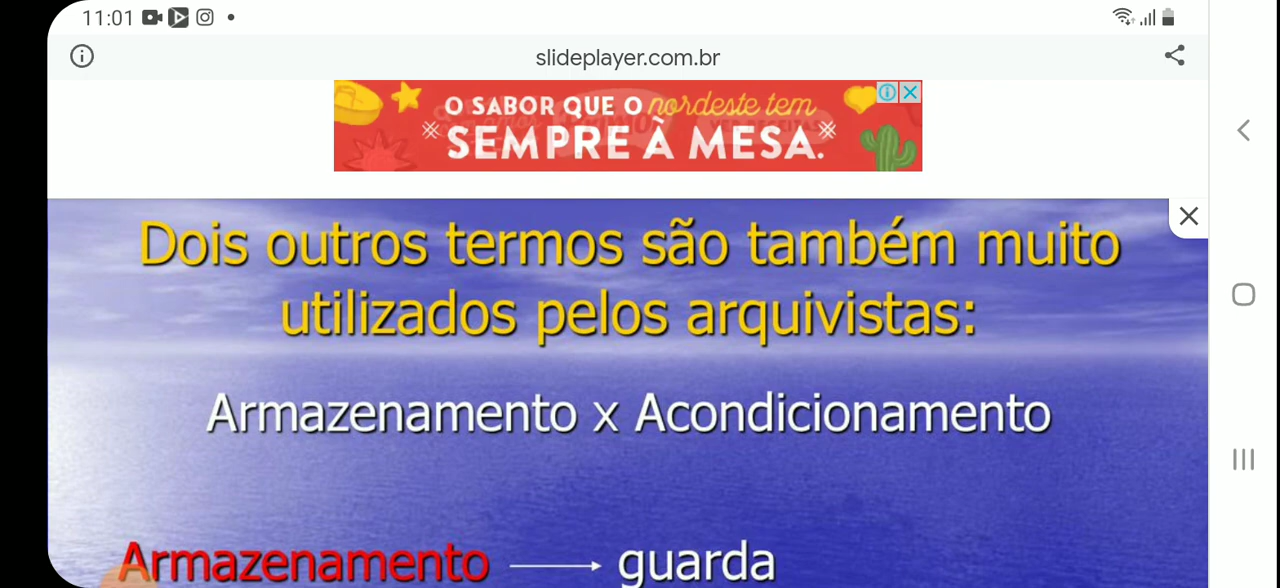 11:01
slideplayer.com.br
O SABOR QUE O nordeste tem
SEMPRE À MESA.
Dois outros termos são também muito
utilizados pelos arquivistas:
Armazenamento x Acondicionamento
Armazenamento → guarda